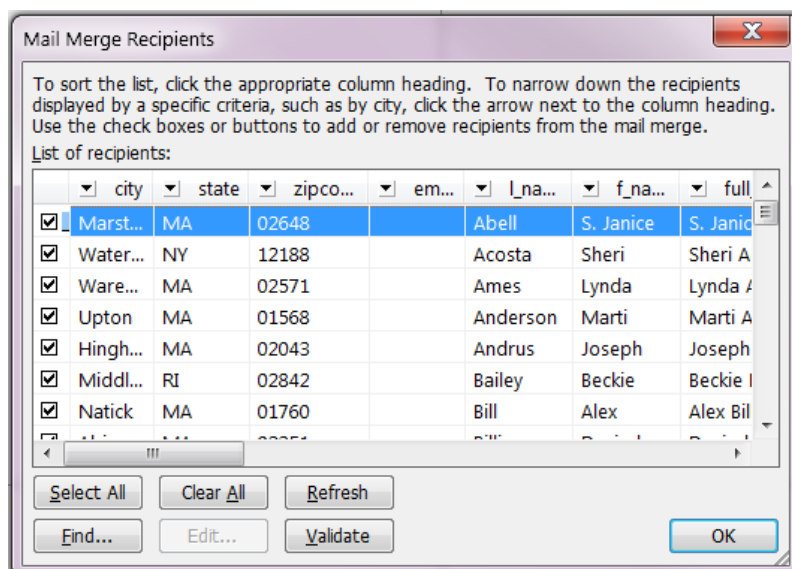 Mail Merge Recipients
To sort the list, click the appropriate column heading. To narrow down the recipients
displayed by a specific criteria, such as by city, click the arrow next to the column heading.
Use the check boxes or buttons to add or remove recipients from the mail merge.
List of recipients:
city state zipco... em... l_na... f_na... full_
Marst... MA 02648 Abell S. Janice S. Janic
Water... NY 12188 Acosta Sheri Sheri A
Ware... MA 02571 Ames Lynda Lynda A
Upton MA 01568 Anderson Marti Marti A
Hingh... MA 02043 Andrus Joseph Joseph
Middl... RI 02842 Bailey Beckie Beckie
Natick MA 01760 Bill Alex Alex Bil
Select All Clear All Refresh
Find... Edit... Validate OK